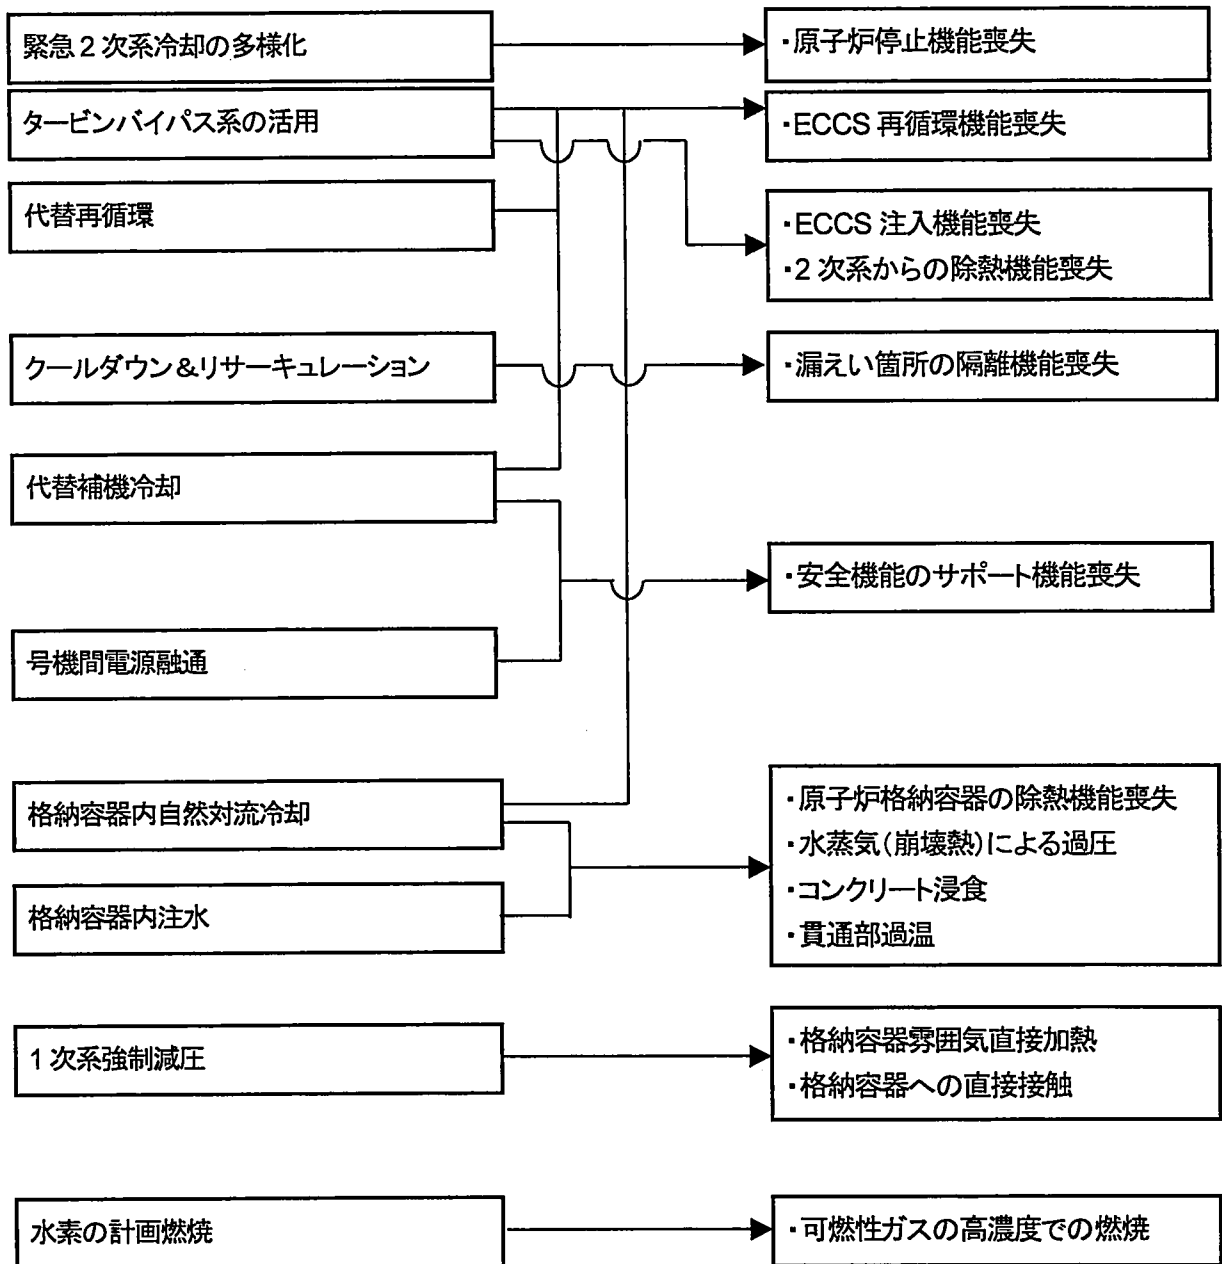 緊急2次系冷却の多様化
・原子炉停止機能喪失
タービンバイパス系の活用
・ECCS 再循環機能喪失
代替再循環
・ECCS 注入機能喪失
・2 次系からの除熱機能喪失
クールダウン&リサーキュレーション
・漏えい箇所の隔離機能喪失
代替補機冷却
・安全機能のサポート機能喪失
号機間電源融通
格納容器内自然対流冷却
・原子炉格納容器の除熱機能喪失
・水蒸気(崩壊熱)による過圧
・コンクリート浸食
・貫通部過温
格納容器内注水
1 次系強制減圧
・格納容器雰囲気直接加熱
・格納容器への直接接触
水素の計画燃焼
・可燃性ガスの高濃度での燃焼